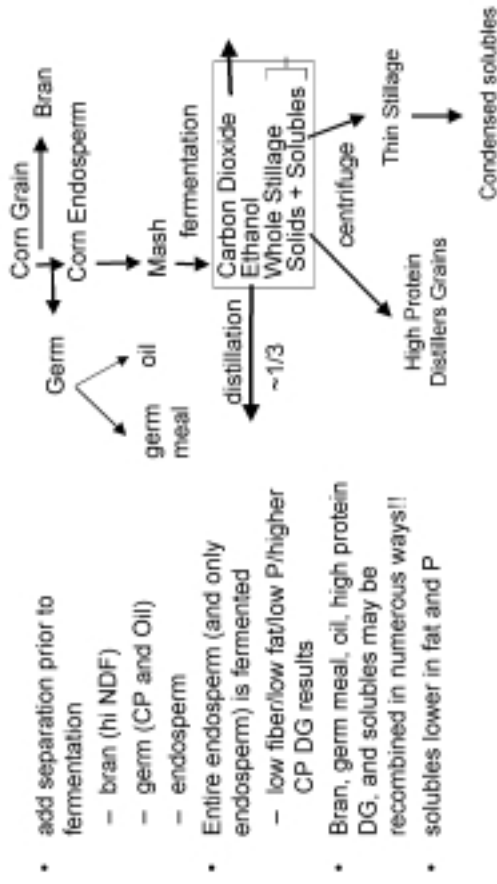 • add separation prior to
fermentation
– bran (hi NDF)
– germ (CP and Oil)
– endosperm
• Entire endosperm (and only
endosperm) is fermented
– low fiber/low fat/low P/higher
CP DG results
• Bran, germ meal, oil, high protein
DG, and solubles may be
recombined in numerous ways!!
• solubles lower in fat and P
Corn Grain
Bran
Germ
Corn Endosperm
germ
meal
oil
Mash
fermentation
distillation
~1/3
Carbon Dioxide
Ethanol
Whole Stillage
Solids + Solubles
centrifuge
High Protein
Distillers Grains
Thin Stillage
Condensed solubles